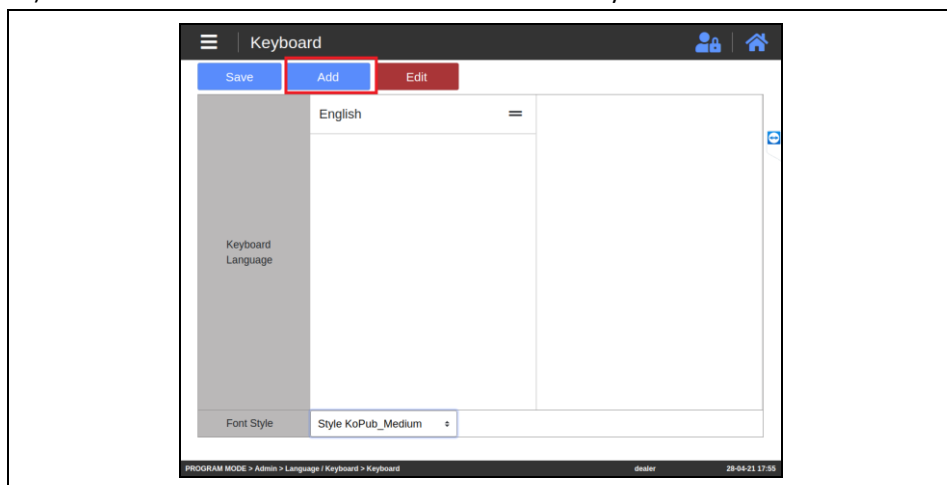 Keyboard
Save Add Edit
English
Keyboard
Language
Font Style Style KoPub_Medium
PROGRAM MODE > Admin > Language / Keyboard > Keyboard dealer 28-04-21 17:55